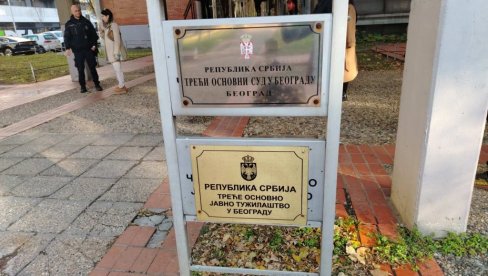 РЕПУБЛИКА СРБИЈА
ТРЕЋИ ОСНОВНИ СУД У БЕОГРАДУ
БЕОГРАД
РЕПУБЛИКА СРБИЈА
ТРЕЋЕ ОСНОВНО
ЈАВНО ТУЖИЛАШТВО
У БЕОГРАДУ